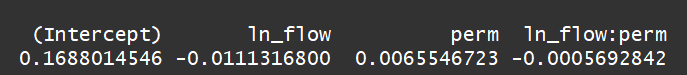 (Intercept) ln_flow perm ln_flow:perm
0.1688014546 -0.0111316800 0.0065546723 -0.0005692842